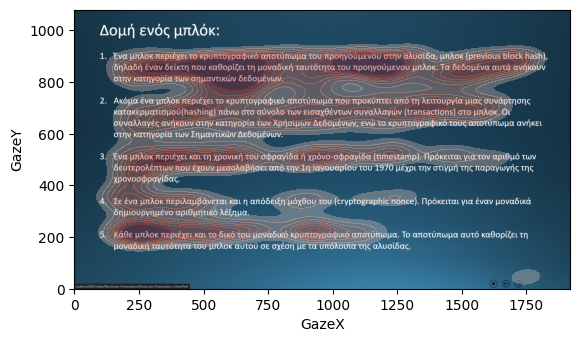 Δομή ενός μπλόκ:
1. Ένα μπλοκ περιέχει το κρυπτογραφικό αποτύπωμα του προηγούμενου στην αλυσίδα, μπλοκ (previous block hash),
δηλαδή έναν δείκτη που καθορίζει τη μοναδική ταυτότητα του προηγούμενου μπλοκ. Τα δεδομένα αυτά ανήκουν
στην κατηγορία των σημαντικών δεδομένων.
2. Ακόμα ένα μπλοκ περιέχει το κρυπτογραφικό αποτύπωμα που προκύπτει από τη λειτουργία μίας συνάρτησης
κατακερματισμού(hashing) πάνω στο σύνολο των εισαχθέντων συναλλαγών (transactions) στο μπλοκ. Οι
συναλλαγές ανήκουν στην κατηγορία των Χρήσιμων Δεδομένων, ενώ το κρυπτογραφικό τους αποτύπωμα ανήκει
στην κατηγορία των Σημαντικών Δεδομένων.
3. Ένα μπλοκ περιέχει και τη χρονική του σφραγίδα ή χρόνο-σφραγίδα (timestamp). Πρόκειται για τον αριθμό των
δευτερολέπτων που έχουν μεσολαβήσει από την 1η Ιανουαρίου του 1970 μέχρι την στιγμή της παραγωγής της
χρονοσφραγίδας.
4. Σε ένα μπλοκ περιλαμβάνεται και η απόδειξη μόχθου του (cryptographic nonce). Πρόκειται για έναν μοναδικά
δημιουργημένο αριθμητικό λέξημα.
5. Κάθε μπλοκ περιέχει και το δικό του μοναδικό κρυπτογραφικό αποτύπωμα. Το αποτύπωμα αυτό καθορίζει τη
μοναδική ταυτότητα του μπλοκ αυτού σε σχέση με τα υπόλοιπα της αλυσίδας.
GazeY
1000
800
600
400
200
0
0 250 500 750 1000 1250 1500 1750
GazeX